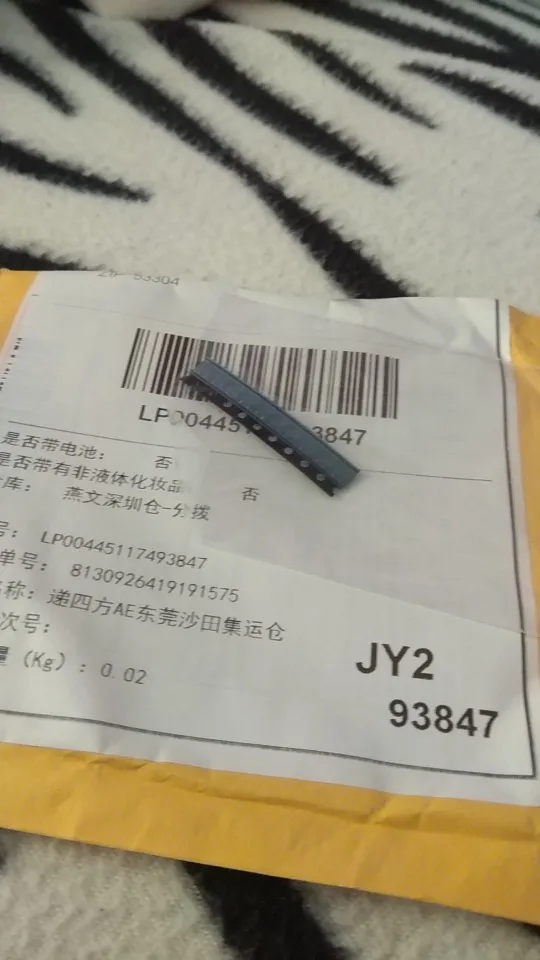 LP00445 3847
是否带电池： 否
是否带有非液体化妆品 否
库： 燕文深圳仓-分拨
号： LP00445117493847
单号： 8130926419191575
称： 递四方AE东莞沙田集运仓
次号：
量（Kg）：0.02
JY2
93847